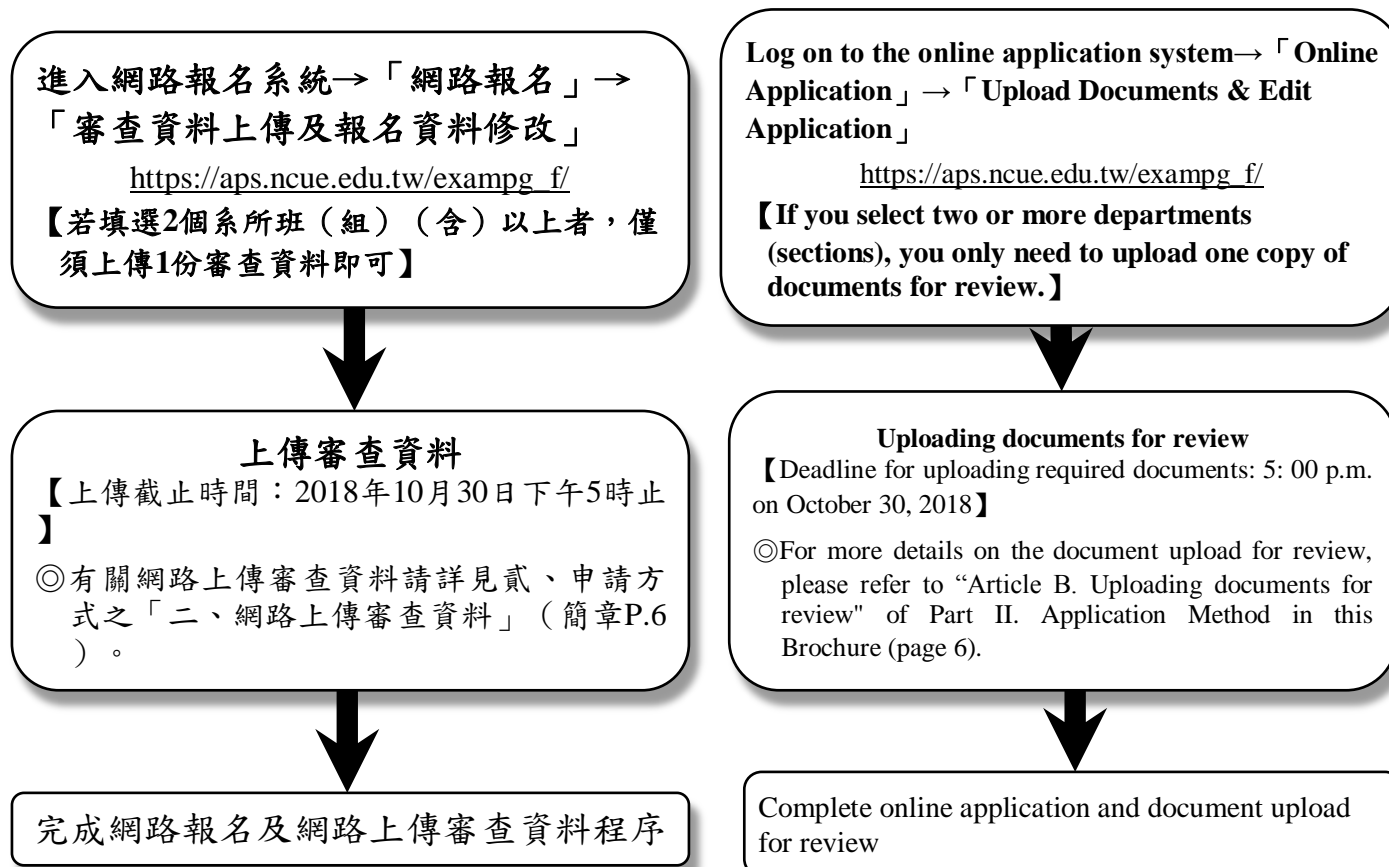 進入網路報名系統→「網路報名」→
「審查資料上傳及報名資料修改」
https://aps.ncue.edu.tw/exampg_f/
【若填選2個系所班（組）（含）以上者，僅
須上傳1份審查資料即可】
上傳審查資料
【上傳截止時間：2018年10月30日下午5時止
】
◎有關網路上傳審查資料請詳見貳、申請方
式之「二、網路上傳審查資料」（簡章P.6
）。
完成網路報名及網路上傳審查資料程序
Log on to the online application system→「Online
Application」→「Upload Documents & Edit
Application」
https://aps.ncue.edu.tw/exampg_f/
【If you select two or more departments
(sections), you only need to upload one copy of
documents for review.】
Uploading documents for review
【Deadline for uploading required documents: 5: 00 p.m.
on October 30, 2018】
◎For more details on the document upload for review,
please refer to “Article B. Uploading documents for
review" of Part II. Application Method in this
Brochure (page 6).
Complete online application and document upload
for review